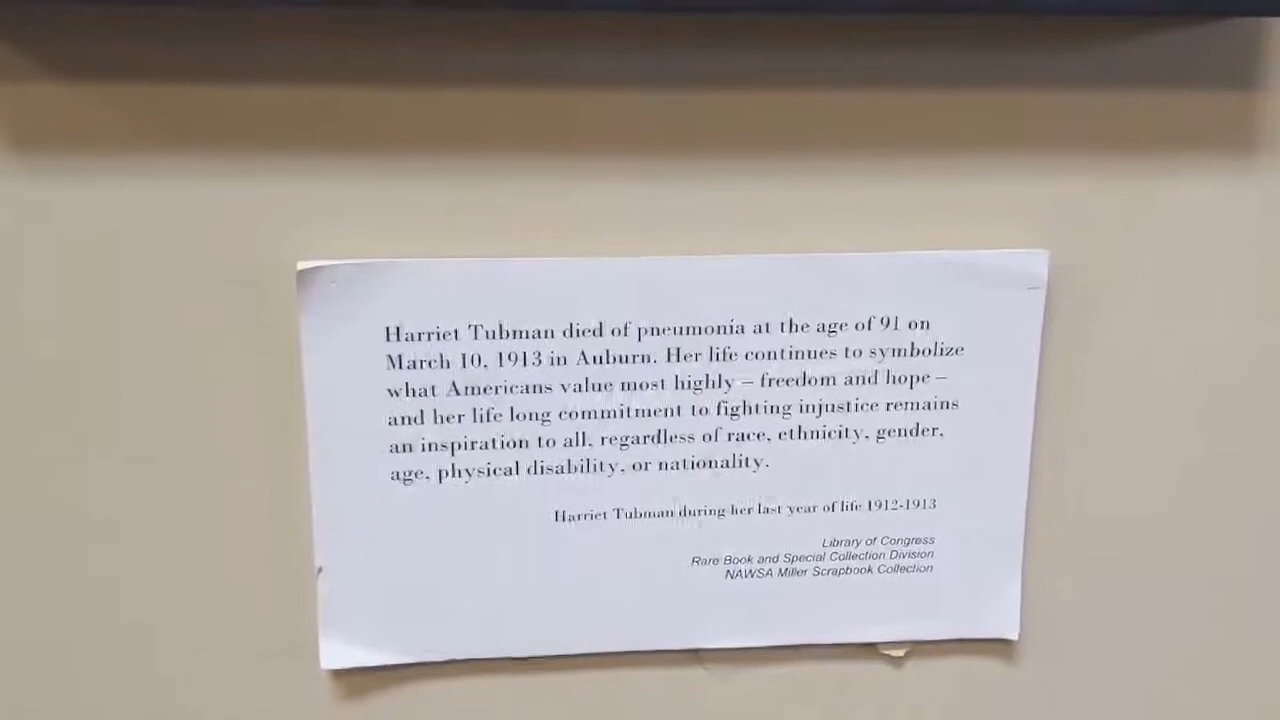 Harriet Tubman died of pneumonia at the age of 91 on
March 10, 1913 in Auburn. Her life continues to symbolize
what Americans value most highly – freedom and hope –
and her life long commitment to fighting injustice remains
an inspiration to all, regardless of race, ethnicity, gender,
age, physical disability, or nationality.
Harriet Tubman during her last year of life 1912-1913
Library of Congress
Rare Book and Special Collection Division
NAWSA Miller Scrapbook Collection